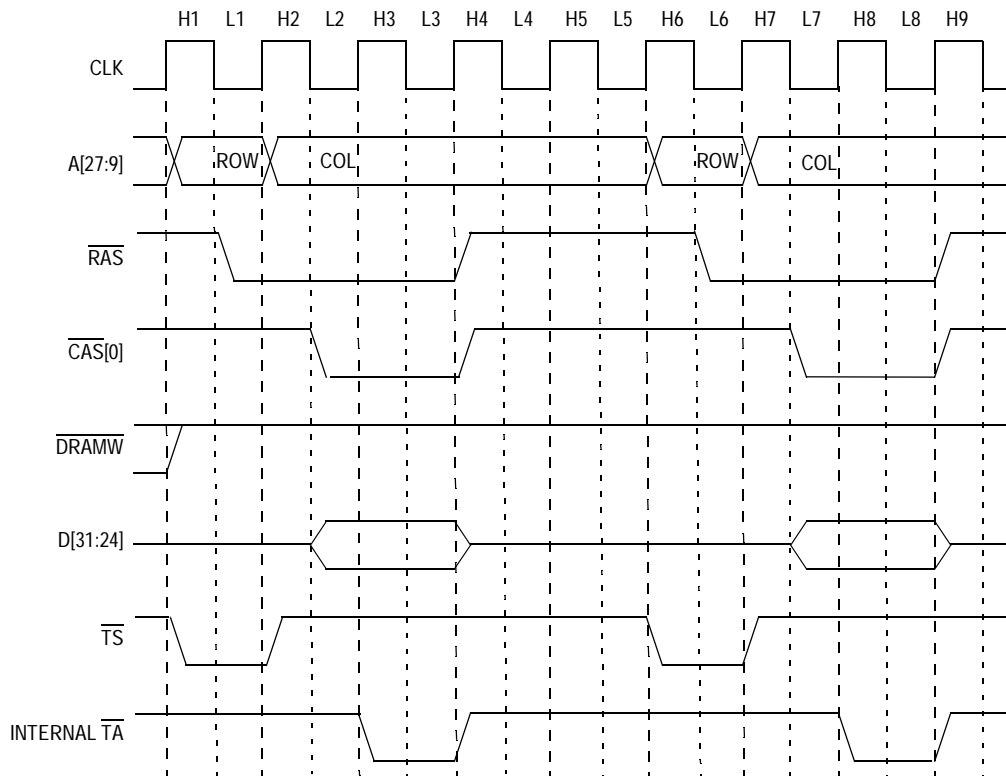 H1 L1 H2 L2 H3 L3 H4 L4 H5 L5 H6 L6 H7 L7 H8 L8 H9
CLK
A[27:9] ROW COL ROW COL
RAS
CAS[0]
DRAMW
D[31:24]
TS
INTERNAL TA